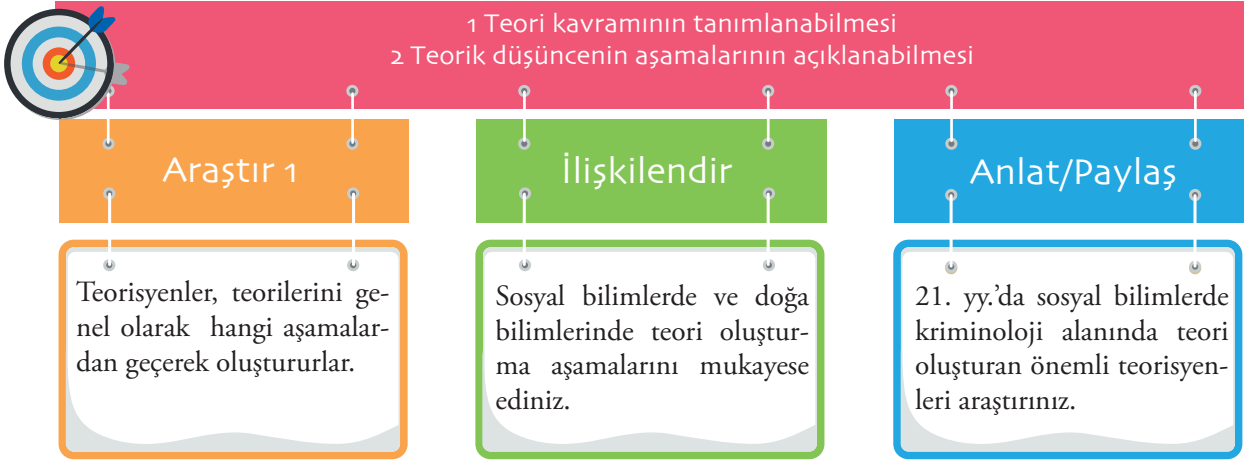 1 Teori kavramının tanımlanabilmesi
2 Teorik düşüncenin aşamalarının açıklanabilmesi
Araştır 1
Teorisyenler, teorilerini ge-
nel olarak hangi aşamalar-
dan geçerek oluştururlar.
İlişkilendir
Sosyal bilimlerde ve doğa
bilimlerinde teori oluştur-
ma aşamalarını mukayese
ediniz.
Anlat/Paylaş
21. yy.’da sosyal bilimlerde
kriminoloji alanında teori
oluşturan önemli teorisyen-
leri araştırınız.